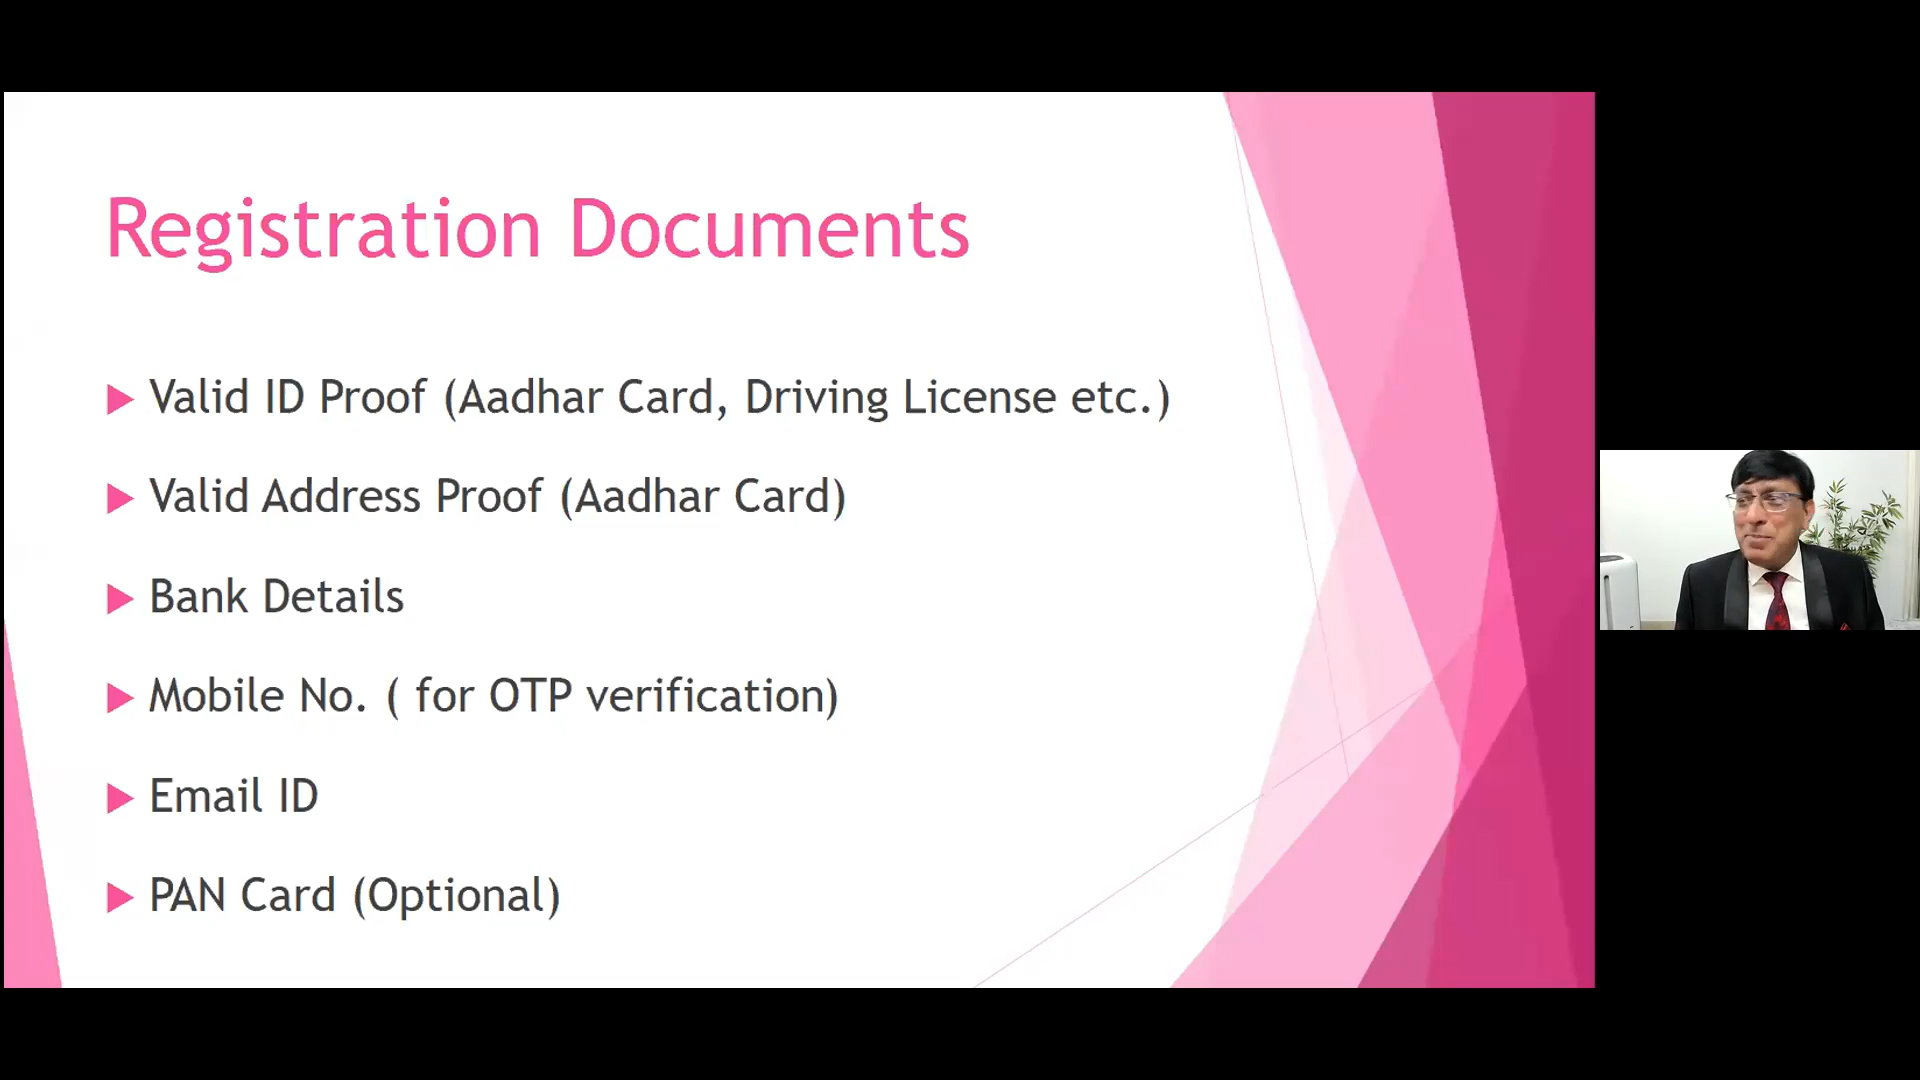 Registration Documents
Valid ID Proof (Aadhar Card, Driving License etc.)
Valid Address Proof (Aadhar Card)
Bank Details
Mobile No. ( for OTP verification)
Email ID
PAN Card (Optional)